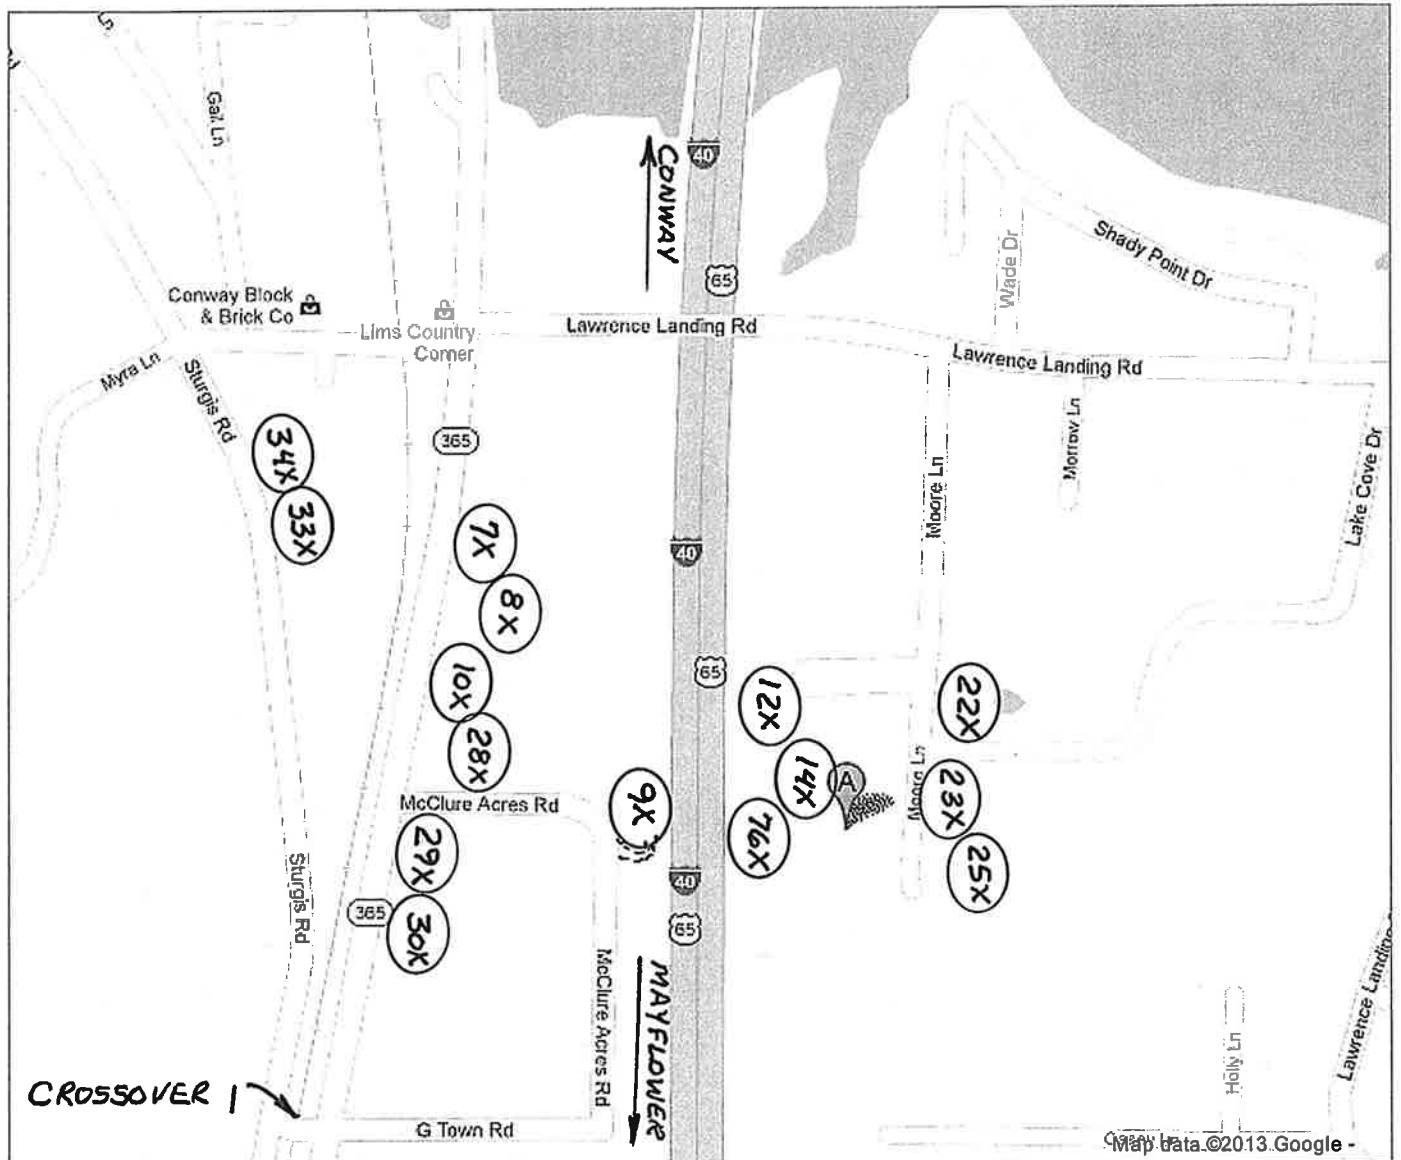 Ln
Gail Ln
CONWAY
40
65
Shady Point Dr
Wade Dr
Conway Block
& Brick Co
Lims Country
Corner
Lawrence Landing Rd
Lawrence Landing Rd
Myra Ln
Sturgis Rd
365
Morrow Ln
Moore Ln
Lake Cove Dr
34X
33X
7X
8X
40
65
10X
28X
12X
22X
14X
A
Moore Ln
23X
McClure Acres Rd
9X
76X
25X
29X
40
365
30X
65
Sturgis Rd
McClure Acres Rd
MAYFLOWER
Lawrence Landing
Holly Ln
CROSSOVER 1
G Town Rd
Map data ©2013 Google -